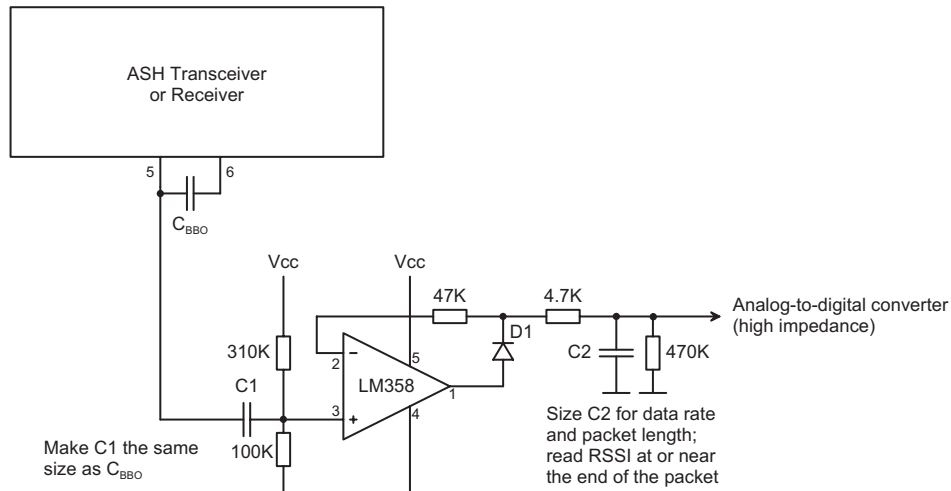 ASH Transceiver
or Receiver
5
6
C_BBO
Vcc
Vcc
47K
4.7K
Analog-to-digital converter
(high impedance)
D1
310K
2
−
5
C2
470K
C1
LM358
1
3
+
4
100K
Make C1 the same
size as C_BBO
Size C2 for data rate
and packet length;
read RSSI at or near
the end of the packet